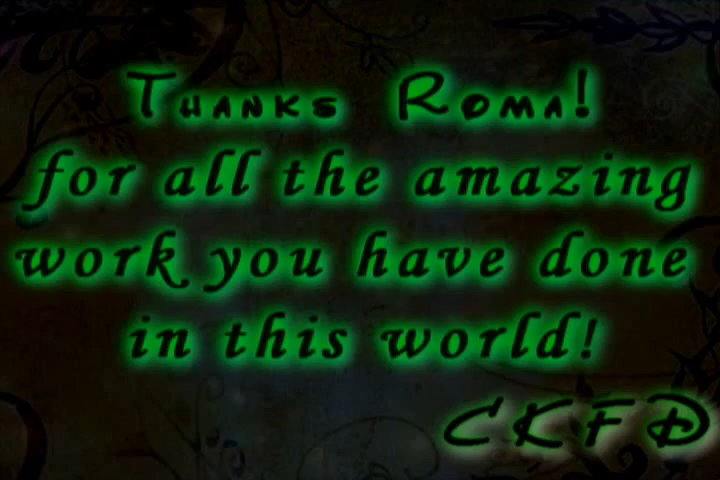 Thanks Roma!
for all the amazing
work you have done
in this world!
CKFD